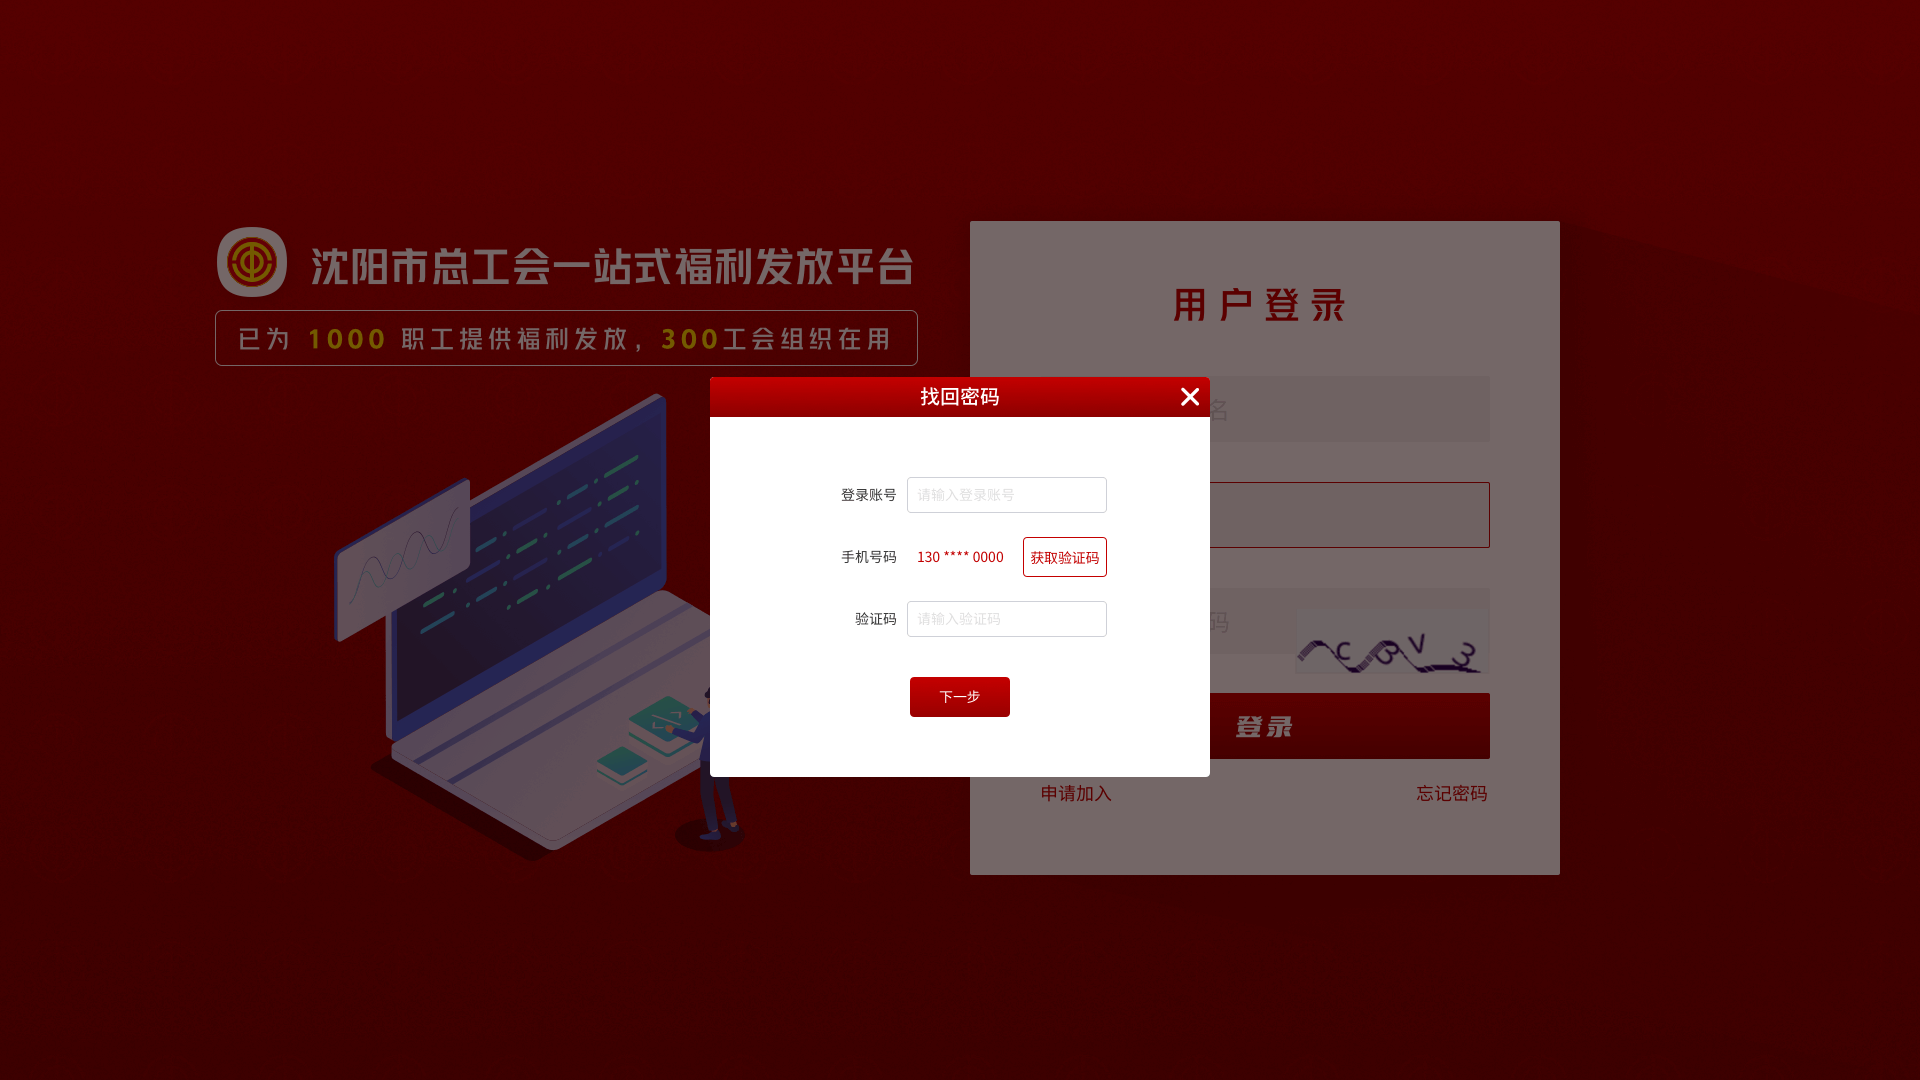 沈阳市总工会一站式福利发放平台
已为 1000 职工提供福利发放，300工会组织在用
用户登录
名
码
登录
申请加入
忘记密码
找回密码
登录账号
请输入登录账号
手机号码
130 **** 0000
获取验证码
验证码
请输入验证码
下一步